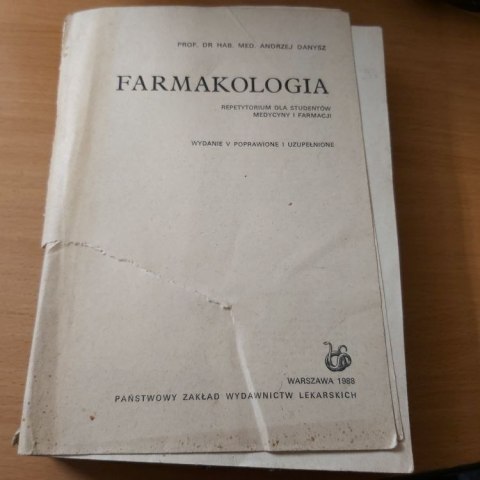 PROF. DR HAB. MED. ANDRZEJ DANYSZ
FARMAKOLOGIA
REPETYTORIUM DLA STUDENTÓW
MEDYCYNY I FARMACJI
WYDANIE V POPRAWIONE I UZUPEŁNIONE
WARSZAWA 1988
PAŃSTWOWY ZAKŁAD WYDAWNICTW LEKARSKICH